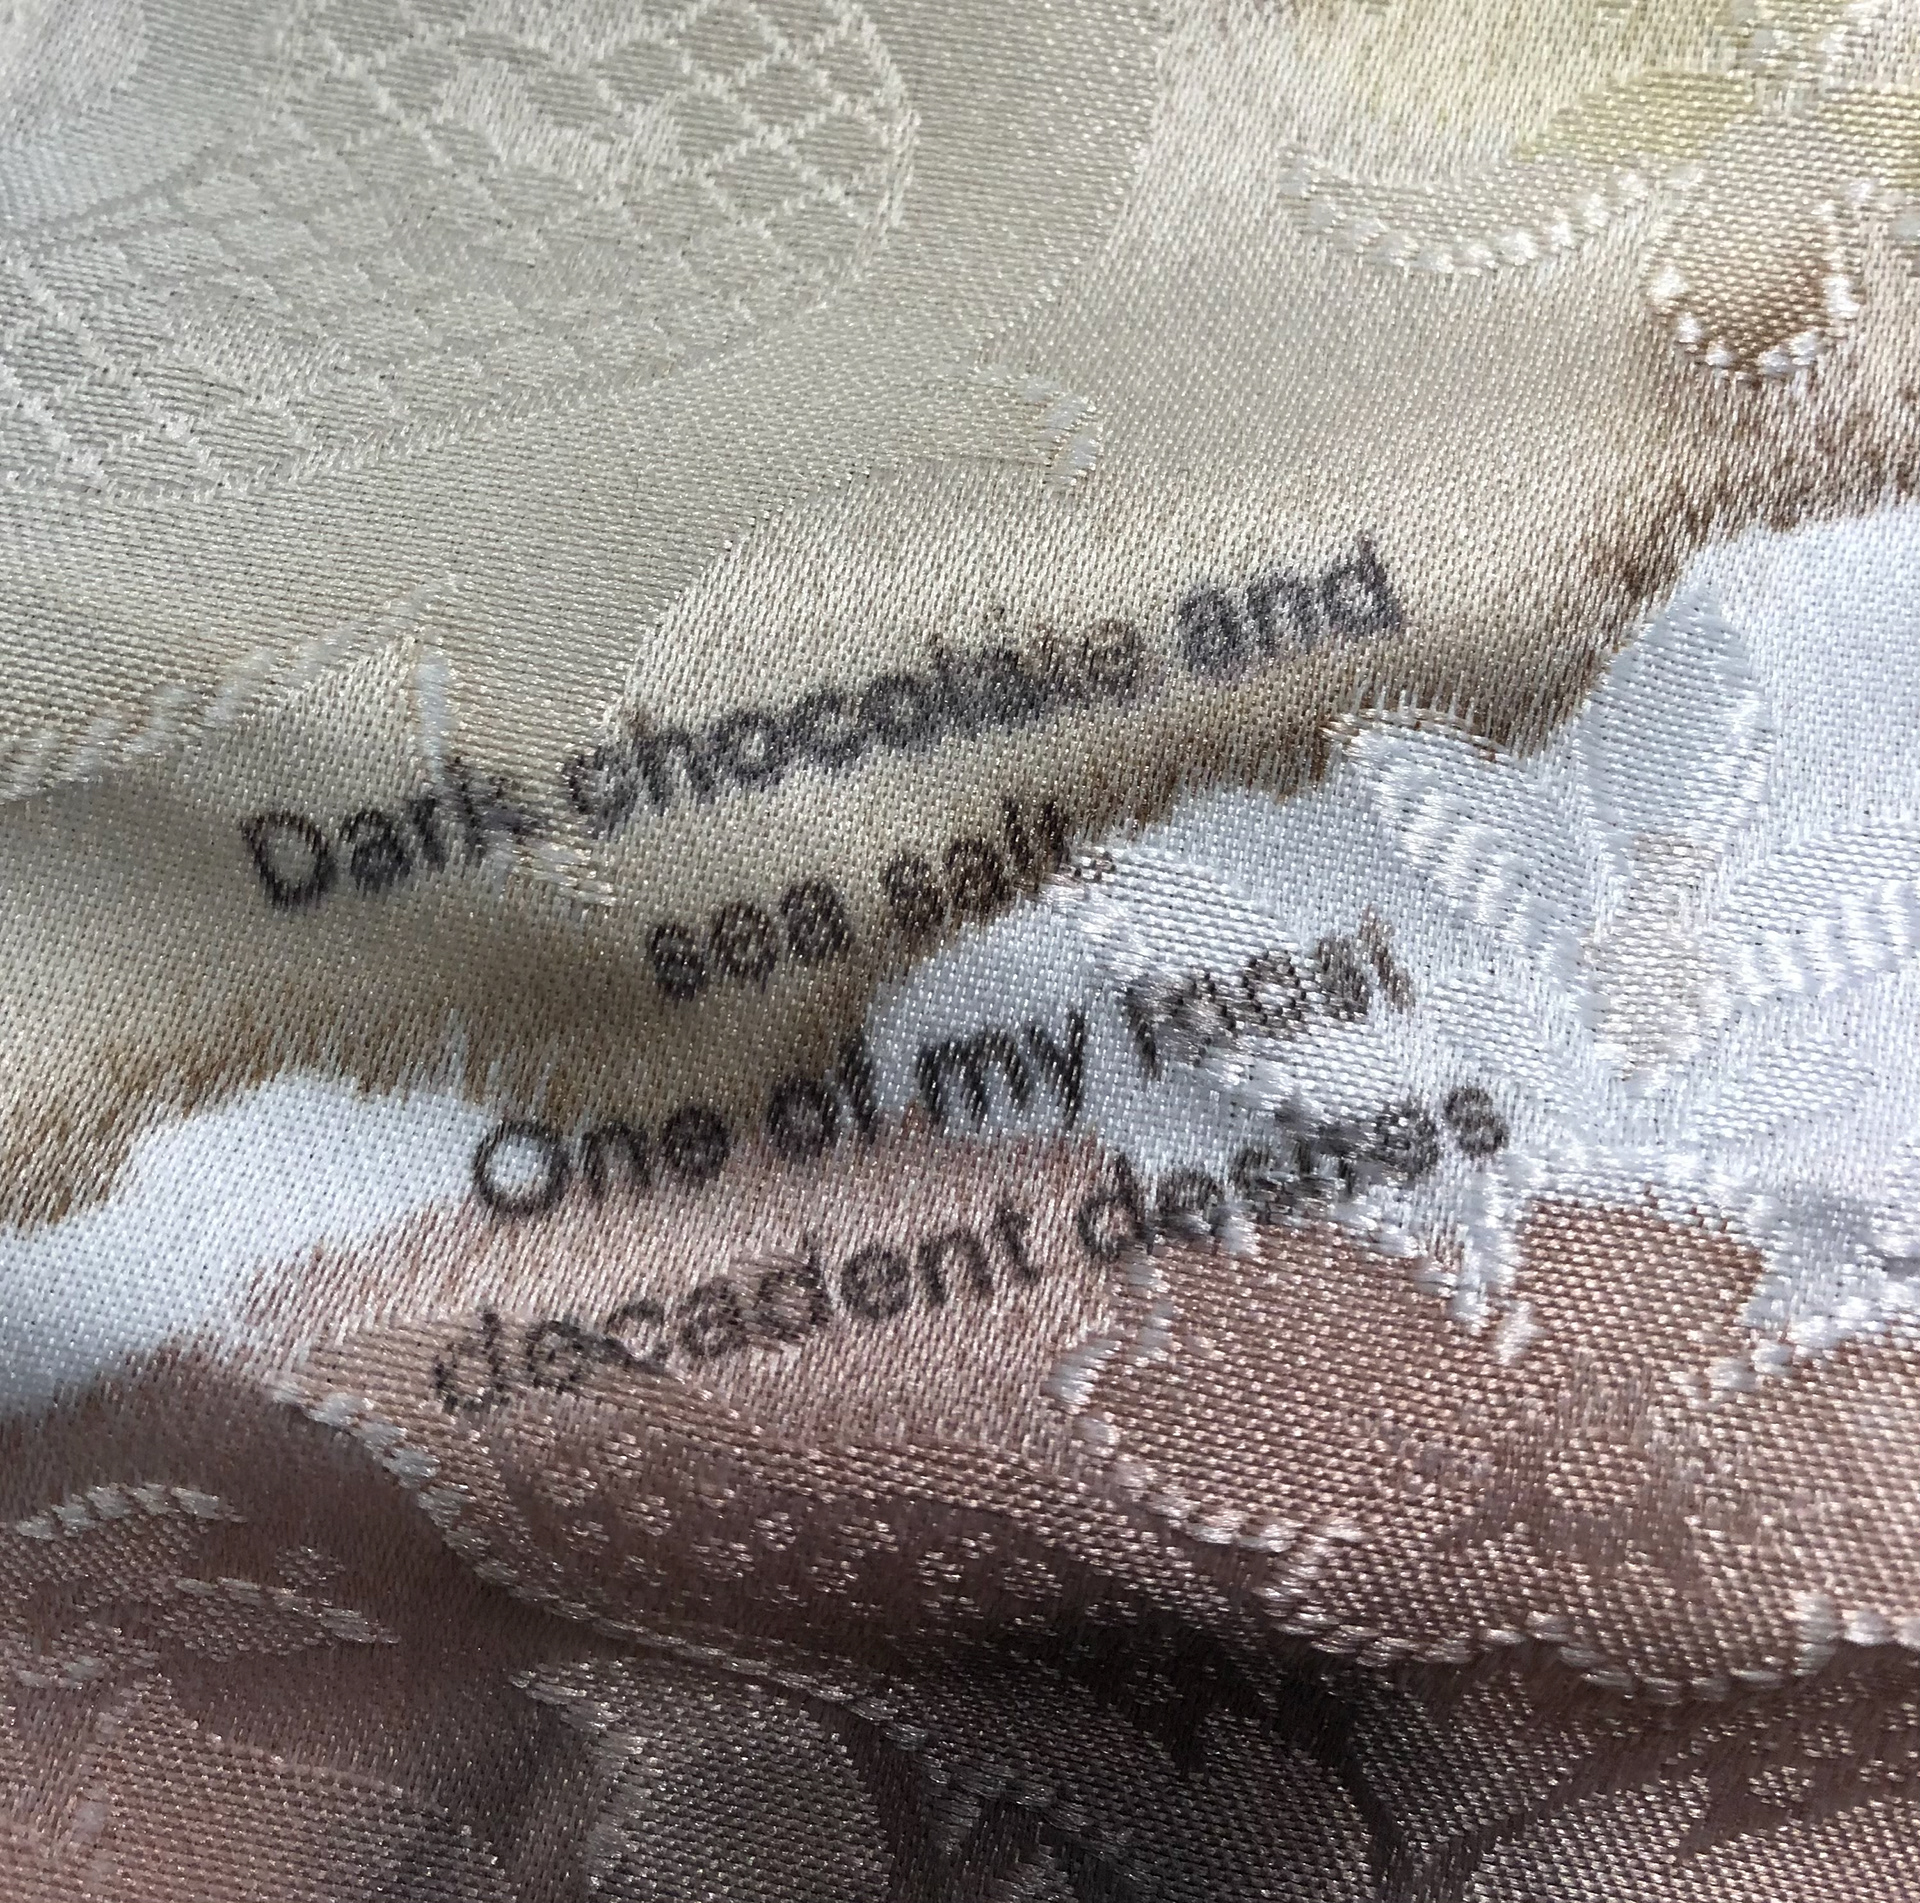 Dark chocolate and
sea salt
One of my most
decadent desires